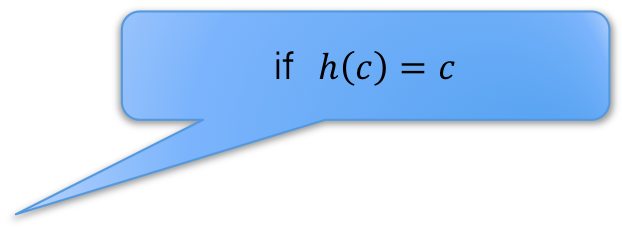 if h(c) = c